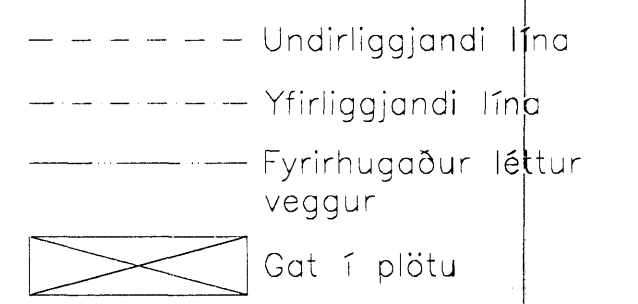 Undirliggjandi lína
Yfirliggjandi lína
Fyrirhugaður léttur
veggur
Gat í plötu